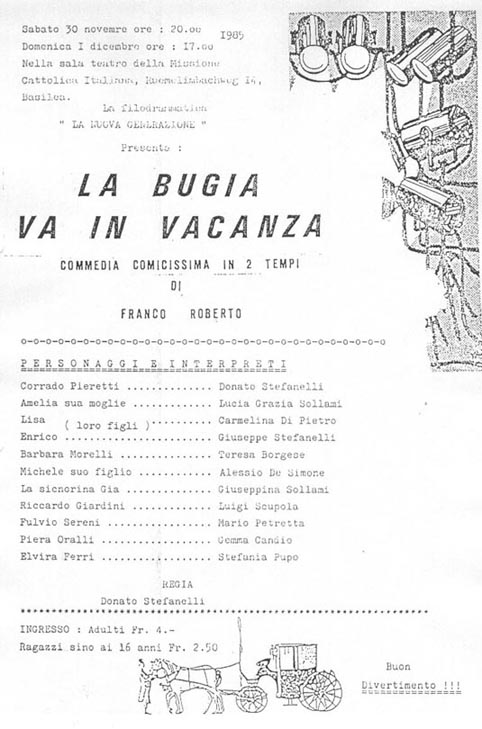 Sabato 30 novemre ore : 20.oo 1985
Domenica I dicembre ore : 17.oo
Nella sala teatro della Missione
Cattolica Italiana, Ruemelinbachweg 14,
Basilea.
La filodrammatica
" LA NUOVA GENERAZIONE "
Presenta :
LA BUGIA
VA IN VACANZA
COMMEDIA COMICISSIMA IN 2 TEMPI
DI
FRANCO ROBERTO
PERSONAGGI E INTERPRETI
Corrado Pieretti ............. Donato Stefanelli
Amelia sua moglie ............ Lucia Grazia Sollami
Lisa ( loro figli ).......... Carmelina Di Pietro
Enrico ...................... Giuseppe Stefanelli
Barbara Morelli .............. Teresa Borgese
Michele suo figlio ........... Alessio De Simone
La signorina Gia ............. Giuseppina Sollami
Riccardo Giardini ............ Luigi Scupola
Fulvio Sereni ................ Mario Petretta
Piera Oralli ................. Gemma Candio
Elvira Ferri ................. Stefania Pupo
REGIA
Donato Stefanelli
INGRESSO : Adulti Fr. 4.-
Ragazzi sino ai 16 anni Fr. 2.50
Buon
Divertimento !!!